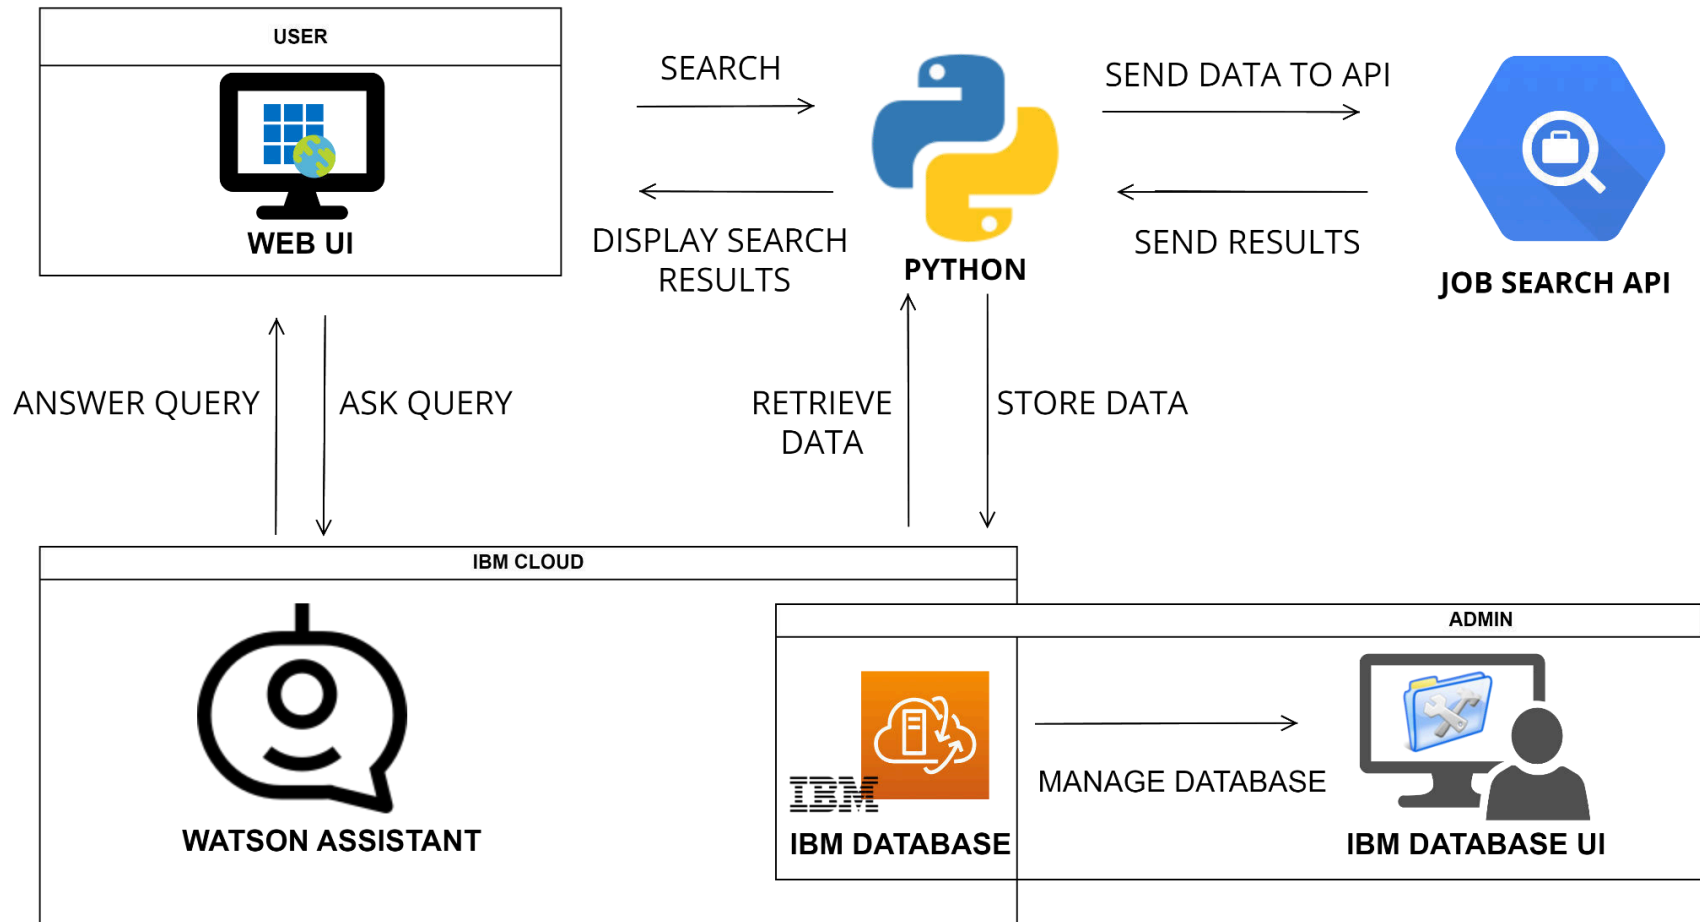 USER
WEB UI
SEARCH
DISPLAY SEARCH
RESULTS
PYTHON
SEND DATA TO API
SEND RESULTS
JOB SEARCH API
ANSWER QUERY
ASK QUERY
RETRIEVE
DATA
STORE DATA
IBM CLOUD
WATSON ASSISTANT
ADMIN
IBM
IBM DATABASE
MANAGE DATABASE
IBM DATABASE UI